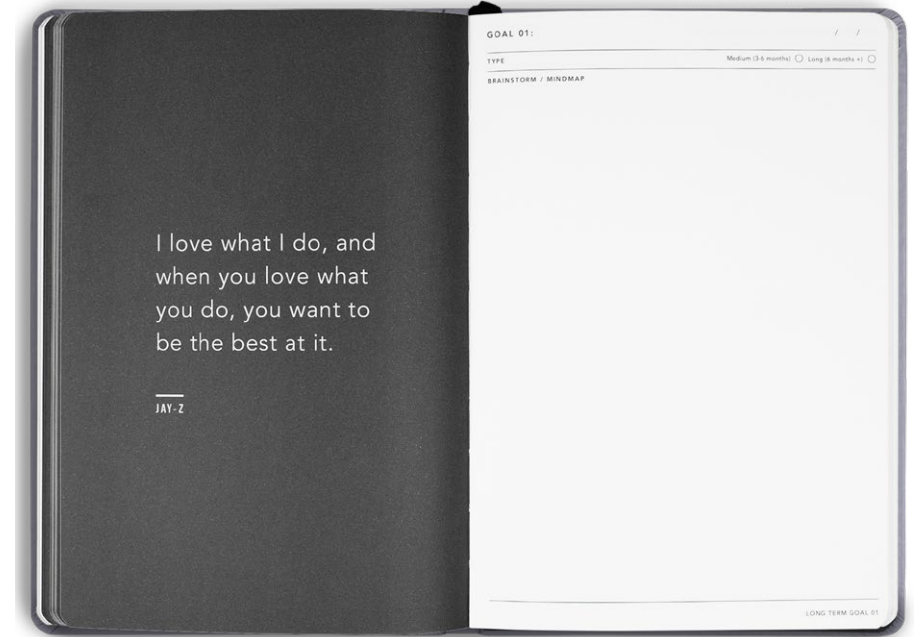 I love what I do, and
when you love what
you do, you want to
be the best at it.
JAY-Z
GOAL 01: / /
TYPE Medium (3-6 months) Long (6 months +)
BRAINSTORM / MINDMAP
LONG TERM GOAL 01